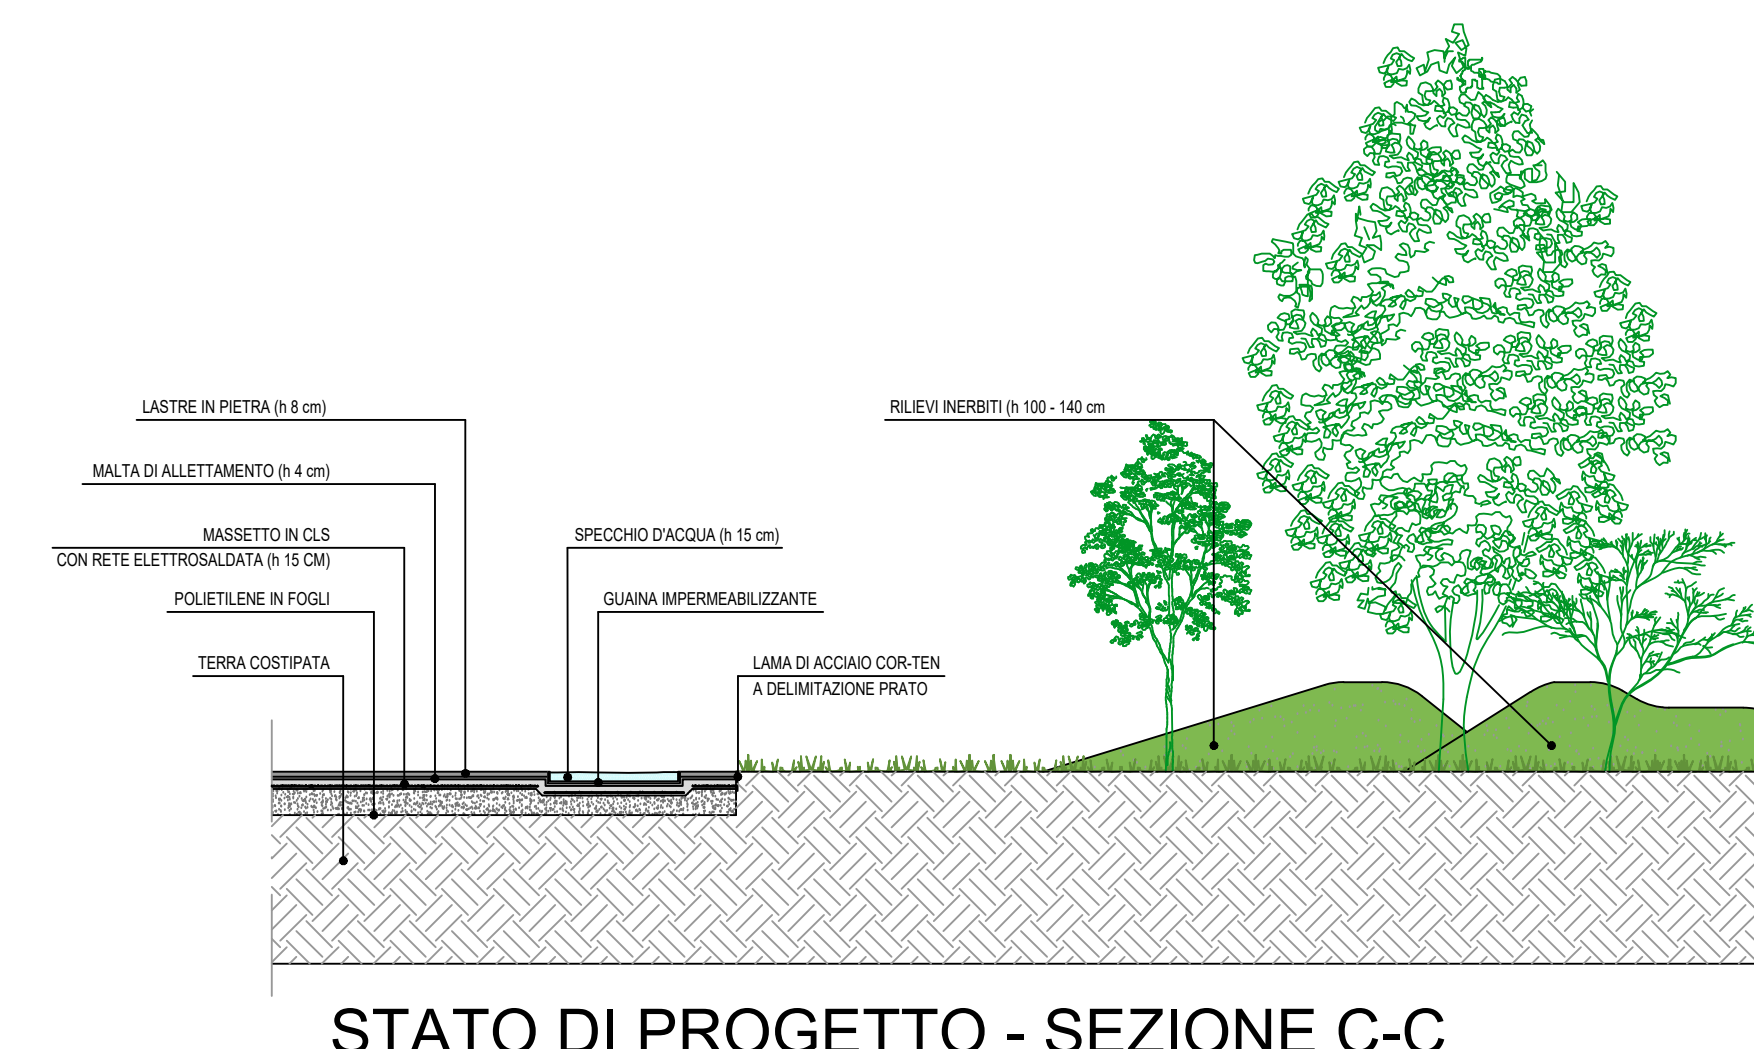 LASTRE IN PIETRA (h 8 cm)
MALTA DI ALLETTAMENTO (h 4 cm)
MASSETTO IN CLS
CON RETE ELETTROSALDATA (h 15 CM)
POLIETILENE IN FOGLI
TERRA COSTIPATA
SPECCHIO D'ACQUA (h 15 cm)
GUAINA IMPERMEABILIZZANTE
LAMA DI ACCIAIO COR-TEN
A DELIMITAZIONE PRATO
RILIEVI INERBITI (h 100 - 140 cm
STATO DI PROGETTO - SEZIONE C-C